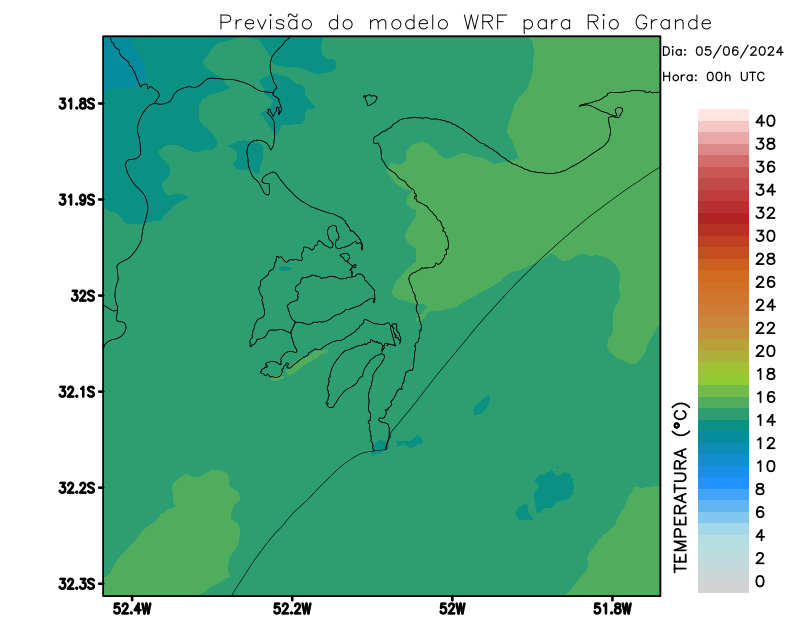 Previsão do modelo WRF para Rio Grande
Dia: 05/06/2024
Hora: 00h UTC
31.8S
31.9S
32S
32.1S
32.2S
32.3S
52.4W
52.2W
52W
51.8W
TEMPERATURA (°C)
40
38
36
34
32
30
28
26
24
22
20
18
16
14
12
10
8
6
4
2
0